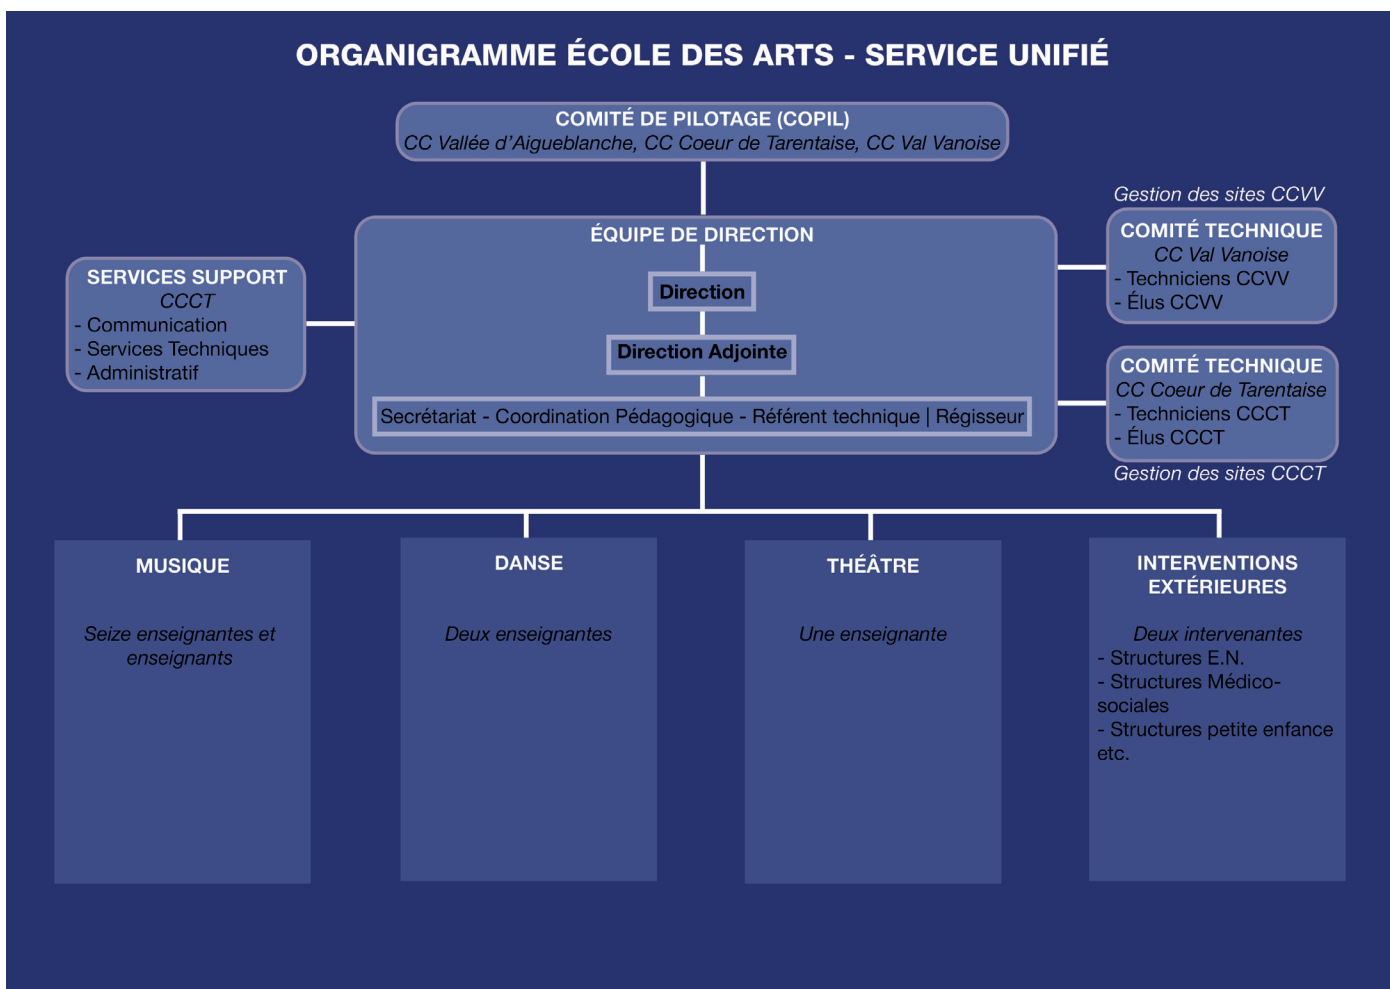 ORGANIGRAMME ÉCOLE DES ARTS - SERVICE UNIFIÉ
COMITÉ DE PILOTAGE (COPIL)
CC Vallée d'Aigueblanche, CC Coeur de Tarentaise, CC Val Vanoise
ÉQUIPE DE DIRECTION
Direction
Direction Adjointe
Secrétariat - Coordination Pédagogique - Référent technique | Régisseur
SERVICES SUPPORT
CCCT
- Communication
- Services Techniques
- Administratif
Gestion des sites CCVV
COMITÉ TECHNIQUE
CC Val Vanoise
- Techniciens CCVV
- Élus CCVV
COMITÉ TECHNIQUE
CC Coeur de Tarentaise
- Techniciens CCCT
- Élus CCCT
Gestion des sites CCCT
MUSIQUE
Seize enseignantes et
enseignants
DANSE
Deux enseignantes
THÉÂTRE
Une enseignante
INTERVENTIONS
EXTÉRIEURES
Deux intervenantes
- Structures E.N.
- Structures Médico-
sociales
- Structures petite enfance
etc.